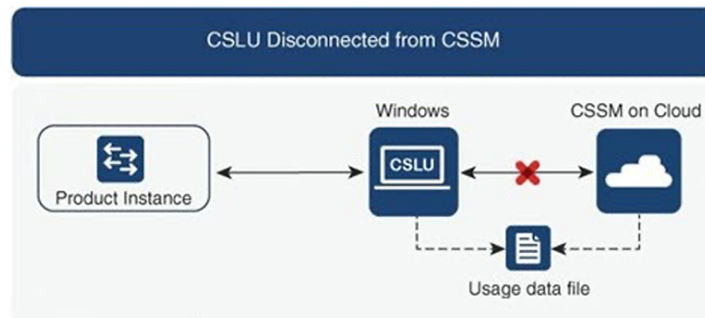 CSLU Disconnected from CSSM
Windows
CSSM on Cloud
CSLU
Product Instance
Usage data file